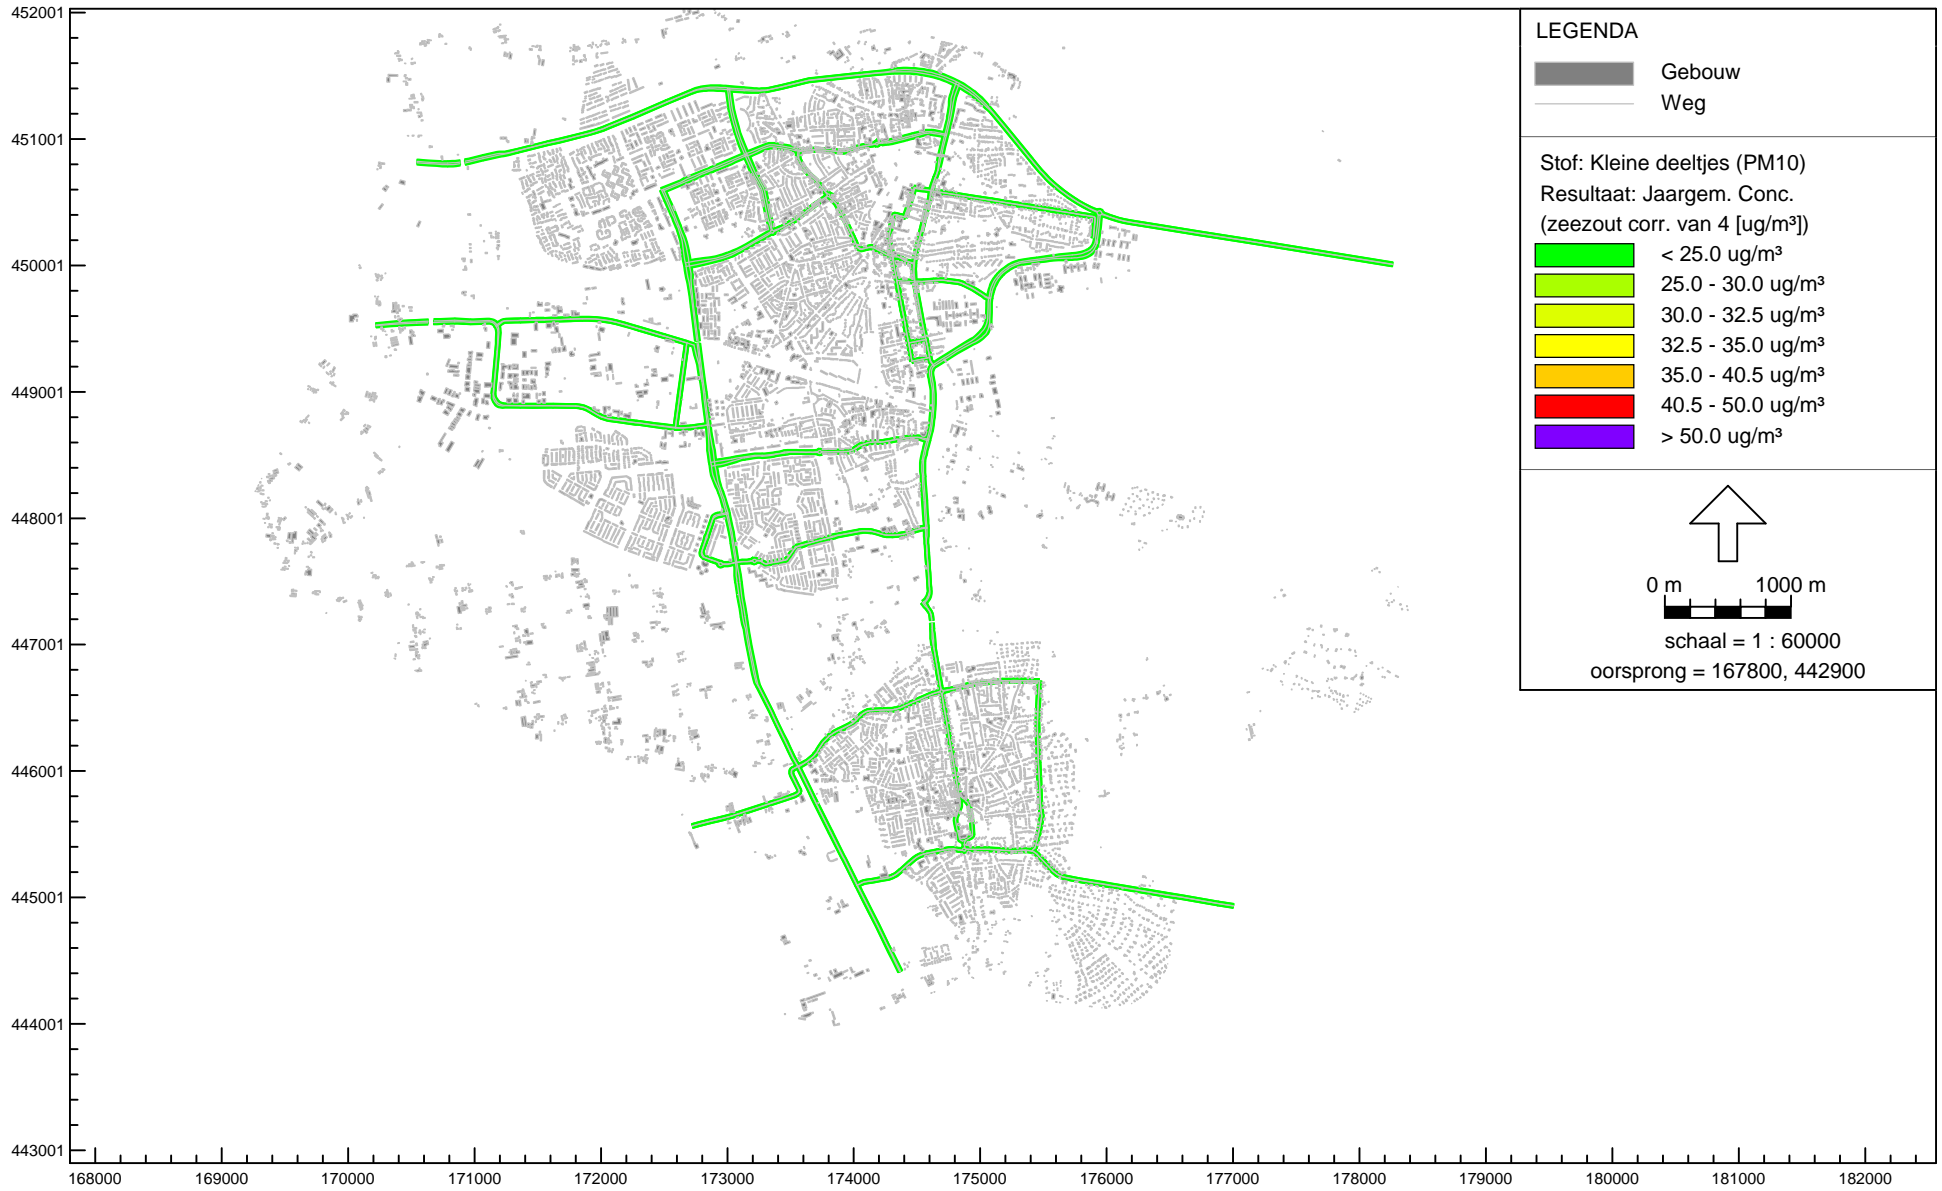 452001
451001
450001
449001
448001
447001
446001
445001
444001
443001
168000 169000 170000 171000 172000 173000 174000 175000 176000 177000 178000 179000 180000 181000 182000
LEGENDA
Gebouw
Weg
Stof: Kleine deeltjes (PM10)
Resultaat: Jaargem. Conc.
(zeezout corr. van 4 [ug/m³])
< 25.0 ug/m³
25.0 - 30.0 ug/m³
30.0 - 32.5 ug/m³
32.5 - 35.0 ug/m³
35.0 - 40.5 ug/m³
40.5 - 50.0 ug/m³
> 50.0 ug/m³
0 m 1000 m
schaal = 1 : 60000
oorsprong = 167800, 442900